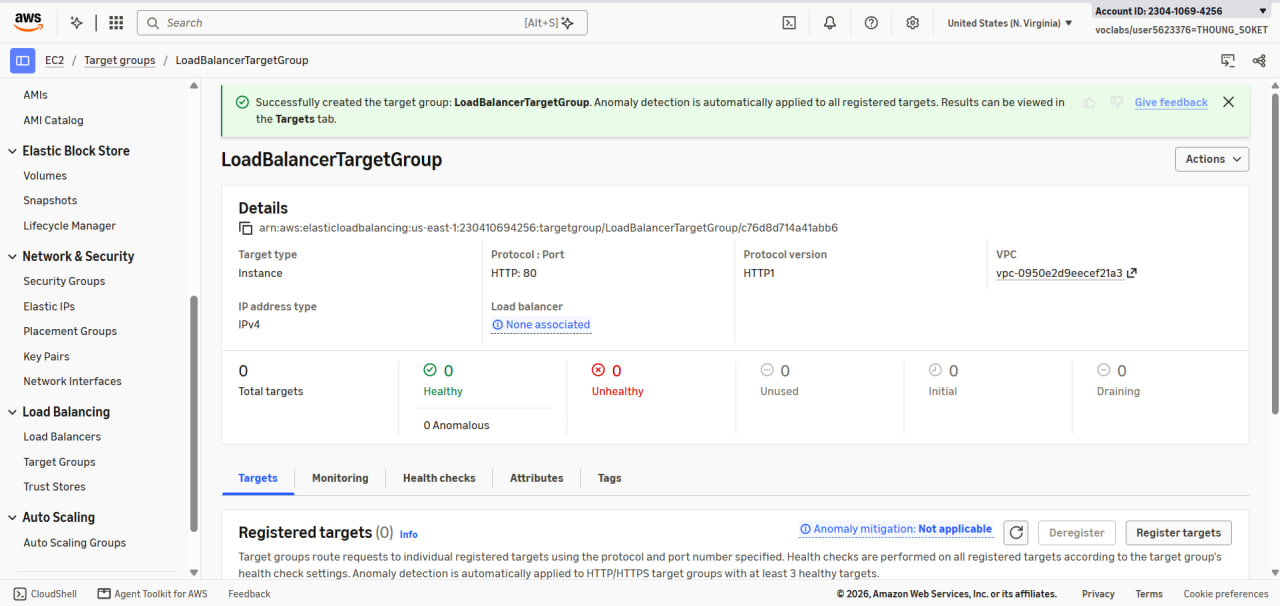 aws
Search
[Alt+S]
United States (N. Virginia)
Account ID: 2304-1069-4256
voclabs/user5623376=THOUNG_SOKET
EC2 / Target groups / LoadBalancerTargetGroup
AMIs
AMI Catalog
Elastic Block Store
Volumes
Snapshots
Lifecycle Manager
Network & Security
Security Groups
Elastic IPs
Placement Groups
Key Pairs
Network Interfaces
Load Balancing
Load Balancers
Target Groups
Trust Stores
Auto Scaling
Auto Scaling Groups
Successfully created the target group: LoadBalancerTargetGroup. Anomaly detection is automatically applied to all registered targets. Results can be viewed in
the Targets tab.
Give feedback
LoadBalancerTargetGroup
Actions
Details
arn:aws:elasticloadbalancing:us-east-1:230410694256:targetgroup/LoadBalancerTargetGroup/c76d8d714a41abb6
Target type
Instance
Protocol : Port
HTTP: 80
Protocol version
HTTP1
VPC
vpc-0950e2d9eecef21a3
IP address type
IPv4
Load balancer
None associated
0
Total targets
0
Healthy
0 Anomalous
0
Unhealthy
0
Unused
0
Initial
0
Draining
Targets
Monitoring
Health checks
Attributes
Tags
Registered targets (0) Info
Anomaly mitigation: Not applicable
Deregister
Register targets
Target groups route requests to individual registered targets using the protocol and port number specified. Health checks are performed on all registered targets according to the target group's
health check settings. Anomaly detection is automatically applied to HTTP/HTTPS target groups with at least 3 healthy targets.
CloudShell
Agent Toolkit for AWS
Feedback
© 2026, Amazon Web Services, Inc. or its affiliates.
Privacy
Terms
Cookie preferences